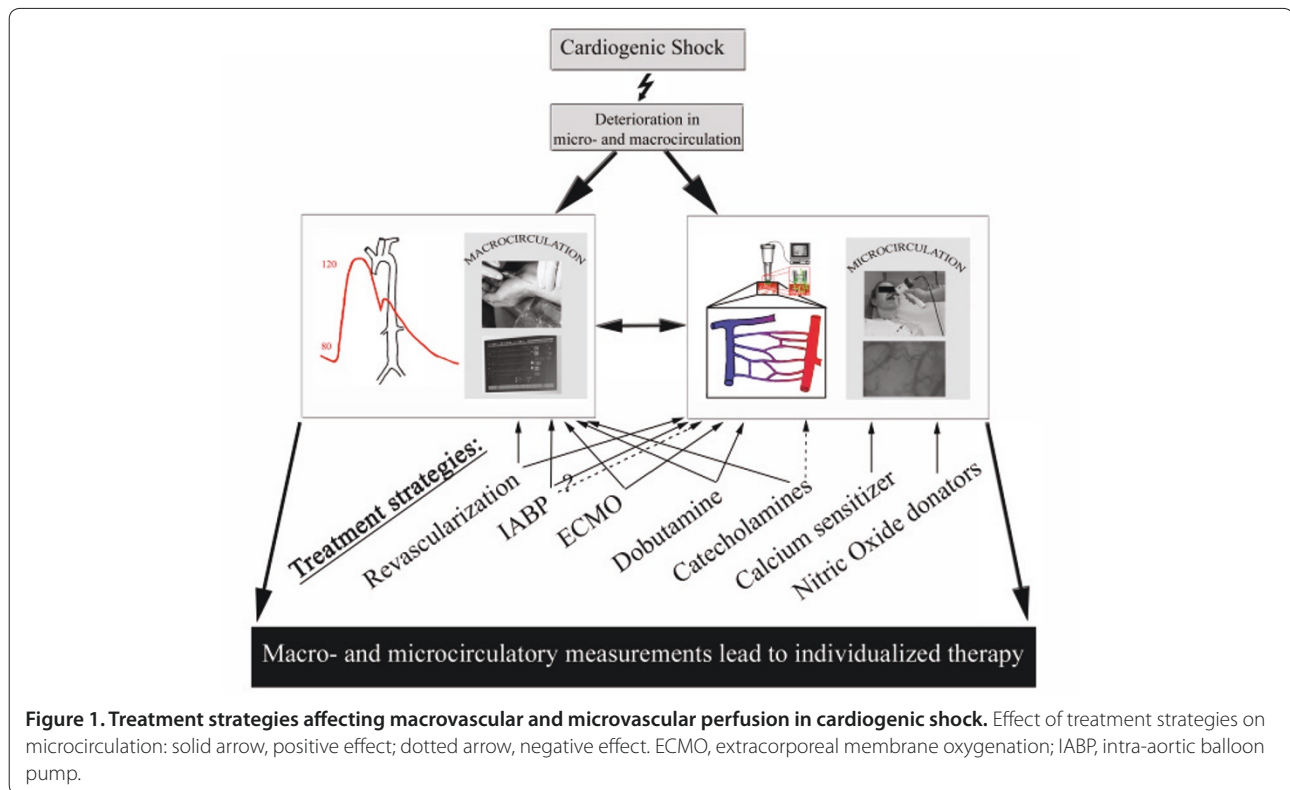 Cardiogenic Shock
Deterioration in
micro- and macrocirculation
120
80
MACROCIRCULATION
MICROCIRCULATION
Treatment strategies:
Revascularization
IABP
?
ECMO
Dobutamine
Catecholamines
Calcium sensitizer
Nitric Oxide donators
Macro- and microcirculatory measurements lead to individualized therapy
Figure 1. Treatment strategies affecting macrovascular and microvascular perfusion in cardiogenic shock. Effect of treatment strategies on
microcirculation: solid arrow, positive effect; dotted arrow, negative effect. ECMO, extracorporeal membrane oxygenation; IABP, intra-aortic balloon
pump.